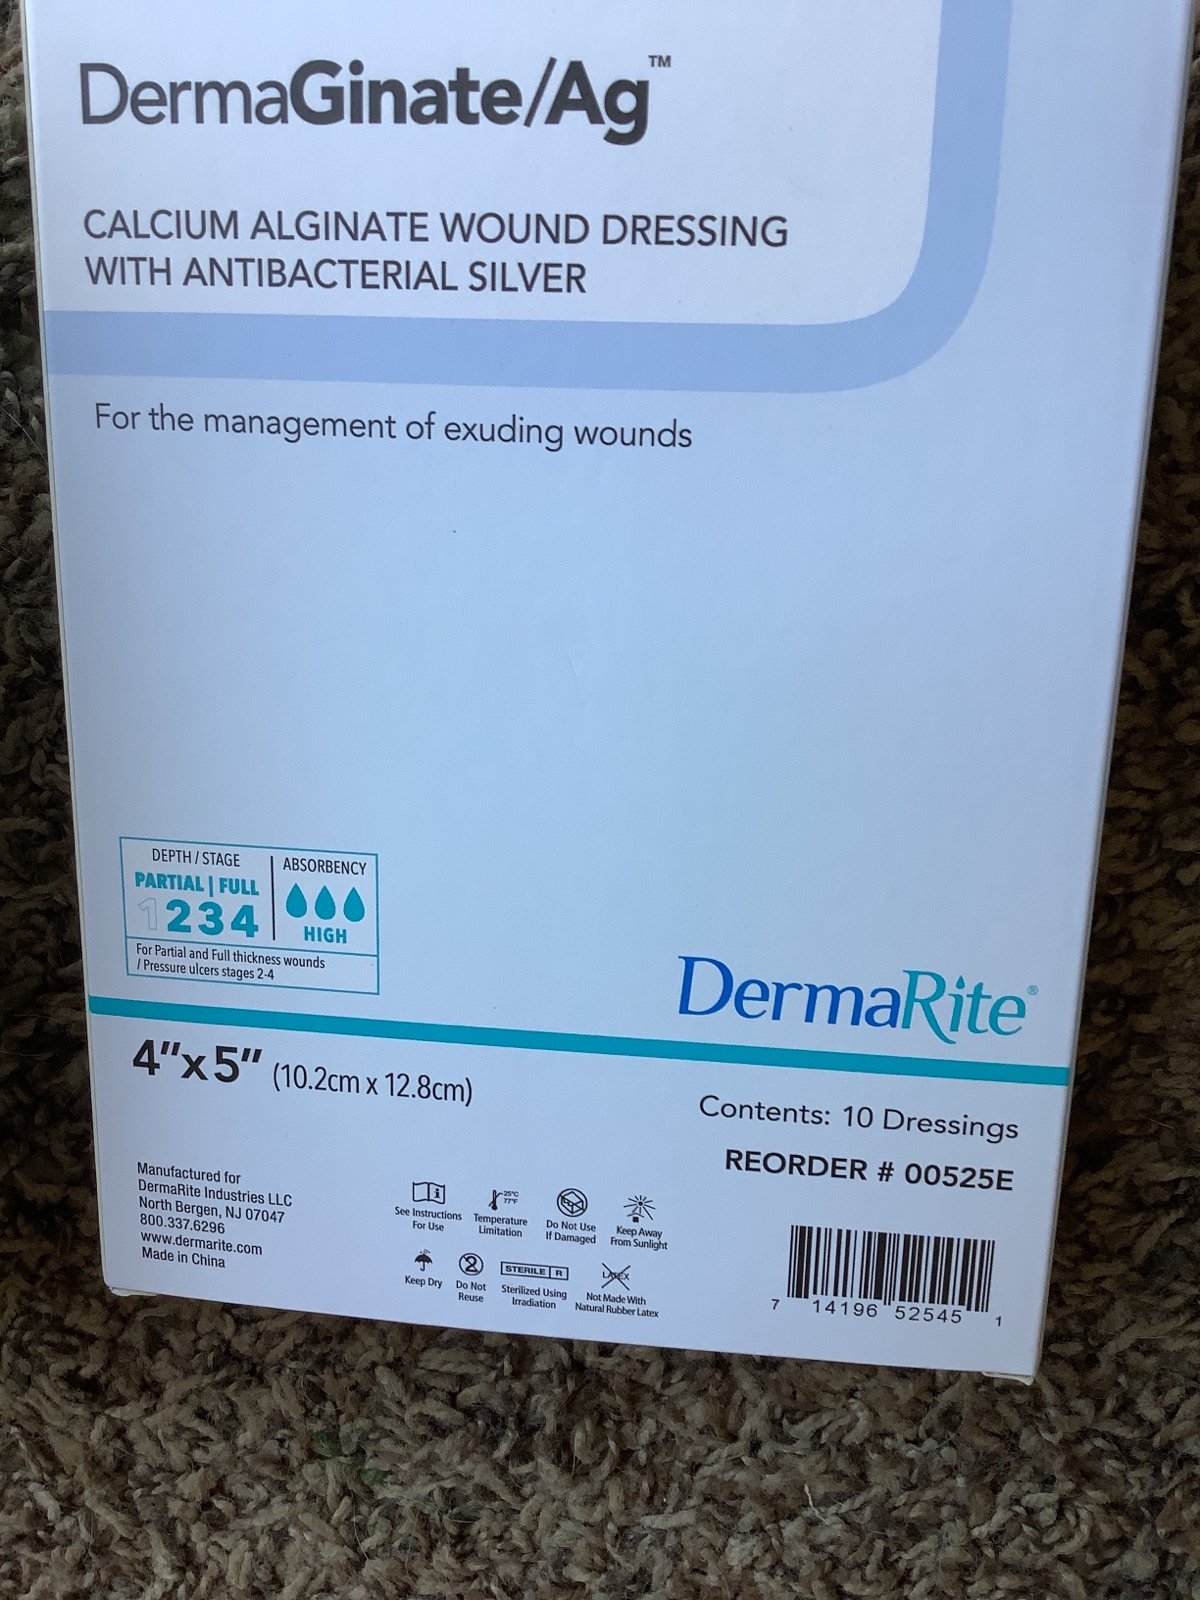 DermaGinate/Ag™
CALCIUM ALGINATE WOUND DRESSING
WITH ANTIBACTERIAL SILVER
For the management of exuding wounds
DEPTH / STAGE
PARTIAL | FULL
1234
ABSORBENCY
HIGH
For Partial and Full thickness wounds
/ Pressure ulcers stages 2-4
DermaRite®
4"x5" (10.2cm x 12.8cm)
Contents: 10 Dressings
REORDER # 00525E
Manufactured for
DermaRite Industries LLC
North Bergen, NJ 07047
800.337.6296
www.dermarite.com
Made in China
See Instructions
For Use
25°C
77°F
Temperature
Limitation
Do Not Use
If Damaged
Keep Away
From Sunlight
Keep Dry
2
Do Not
Reuse
STERILE R
Sterilized Using
Irradiation
LATEX
Not Made With
Natural Rubber Latex
7 14196 52545 1